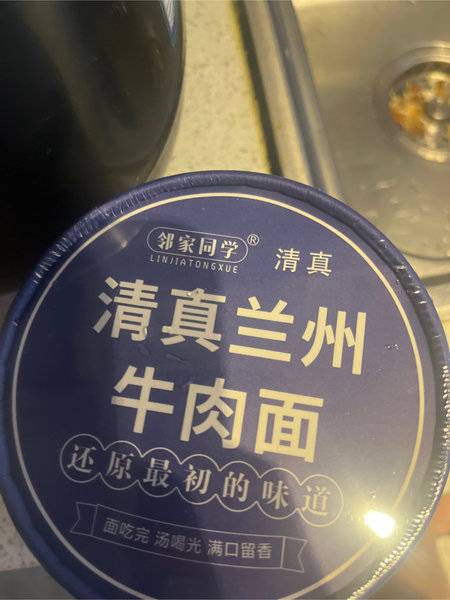 邻家同学®
LINJIATONGXUE
清真
清真兰州
牛肉面
还原最初的味道
面吃完 汤喝光 满口留香